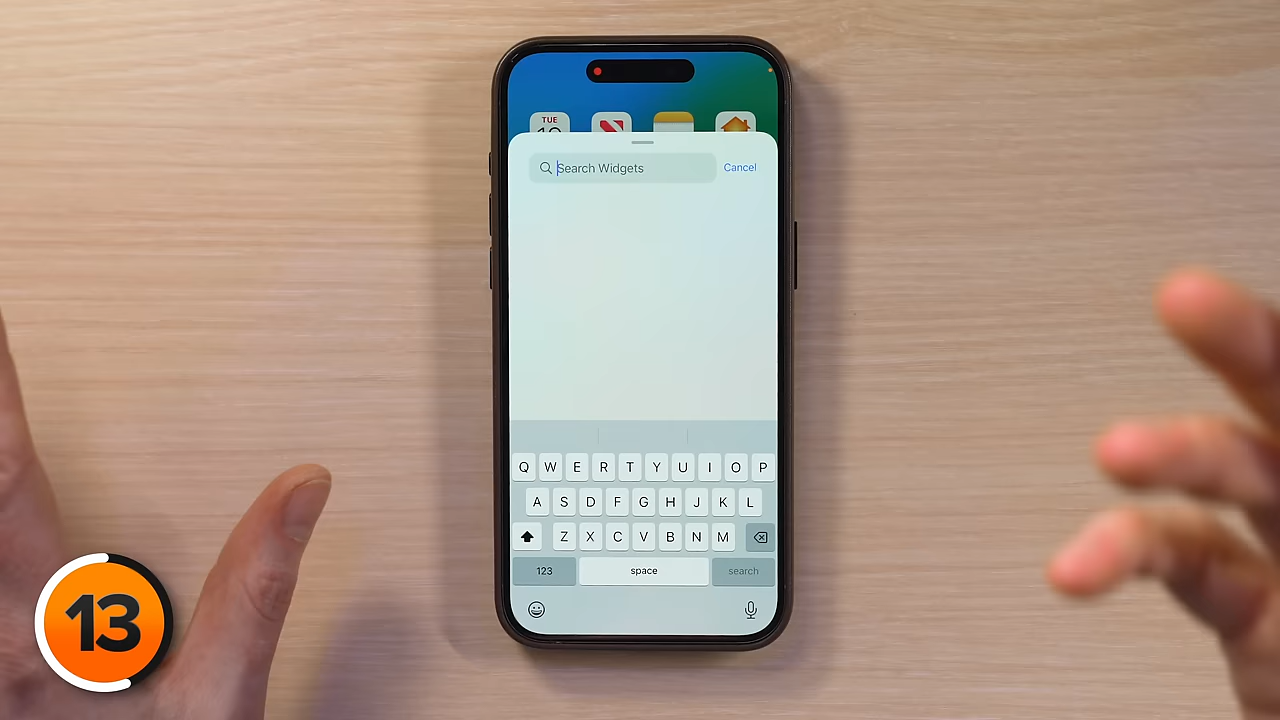 TUE
Search Widgets
Cancel
Q W E R T Y U I O P
A S D F G H J K L
Z X C V B N M
123
space
search
13